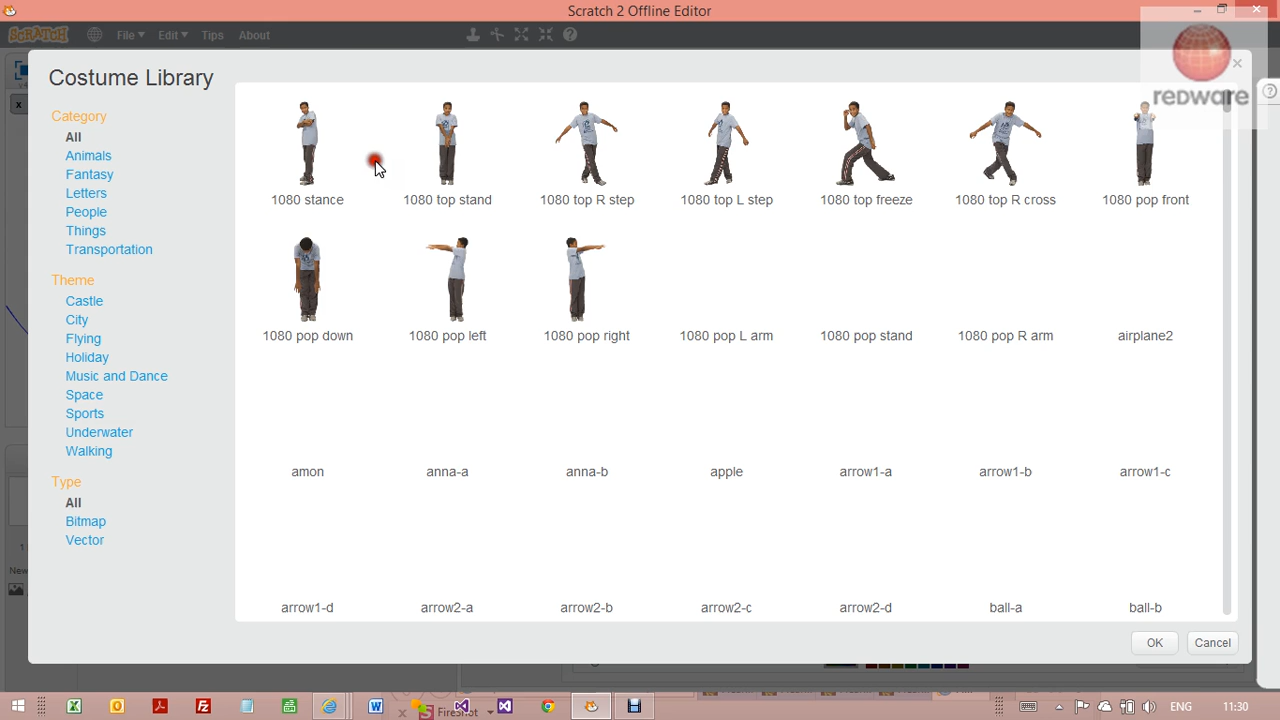 Scratch 2 Offline Editor
SCRATCH File Edit Tips About
redware
Costume Library
Category
All
Animals
Fantasy
Letters
People
Things
Transportation
Theme
Castle
City
Flying
Holiday
Music and Dance
Space
Sports
Underwater
Walking
Type
All
Bitmap
Vector
1080 stance 1080 top stand 1080 top R step 1080 top L step 1080 top freeze 1080 top R cross 1080 pop front
1080 pop down 1080 pop left 1080 pop right 1080 pop L arm 1080 pop stand 1080 pop R arm airplane2
amon anna-a anna-b apple arrow1-a arrow1-b arrow1-c
arrow1-d arrow2-a arrow2-b arrow2-c arrow2-d ball-a ball-b
OK Cancel
1
New
FireShot
ENG 11:30